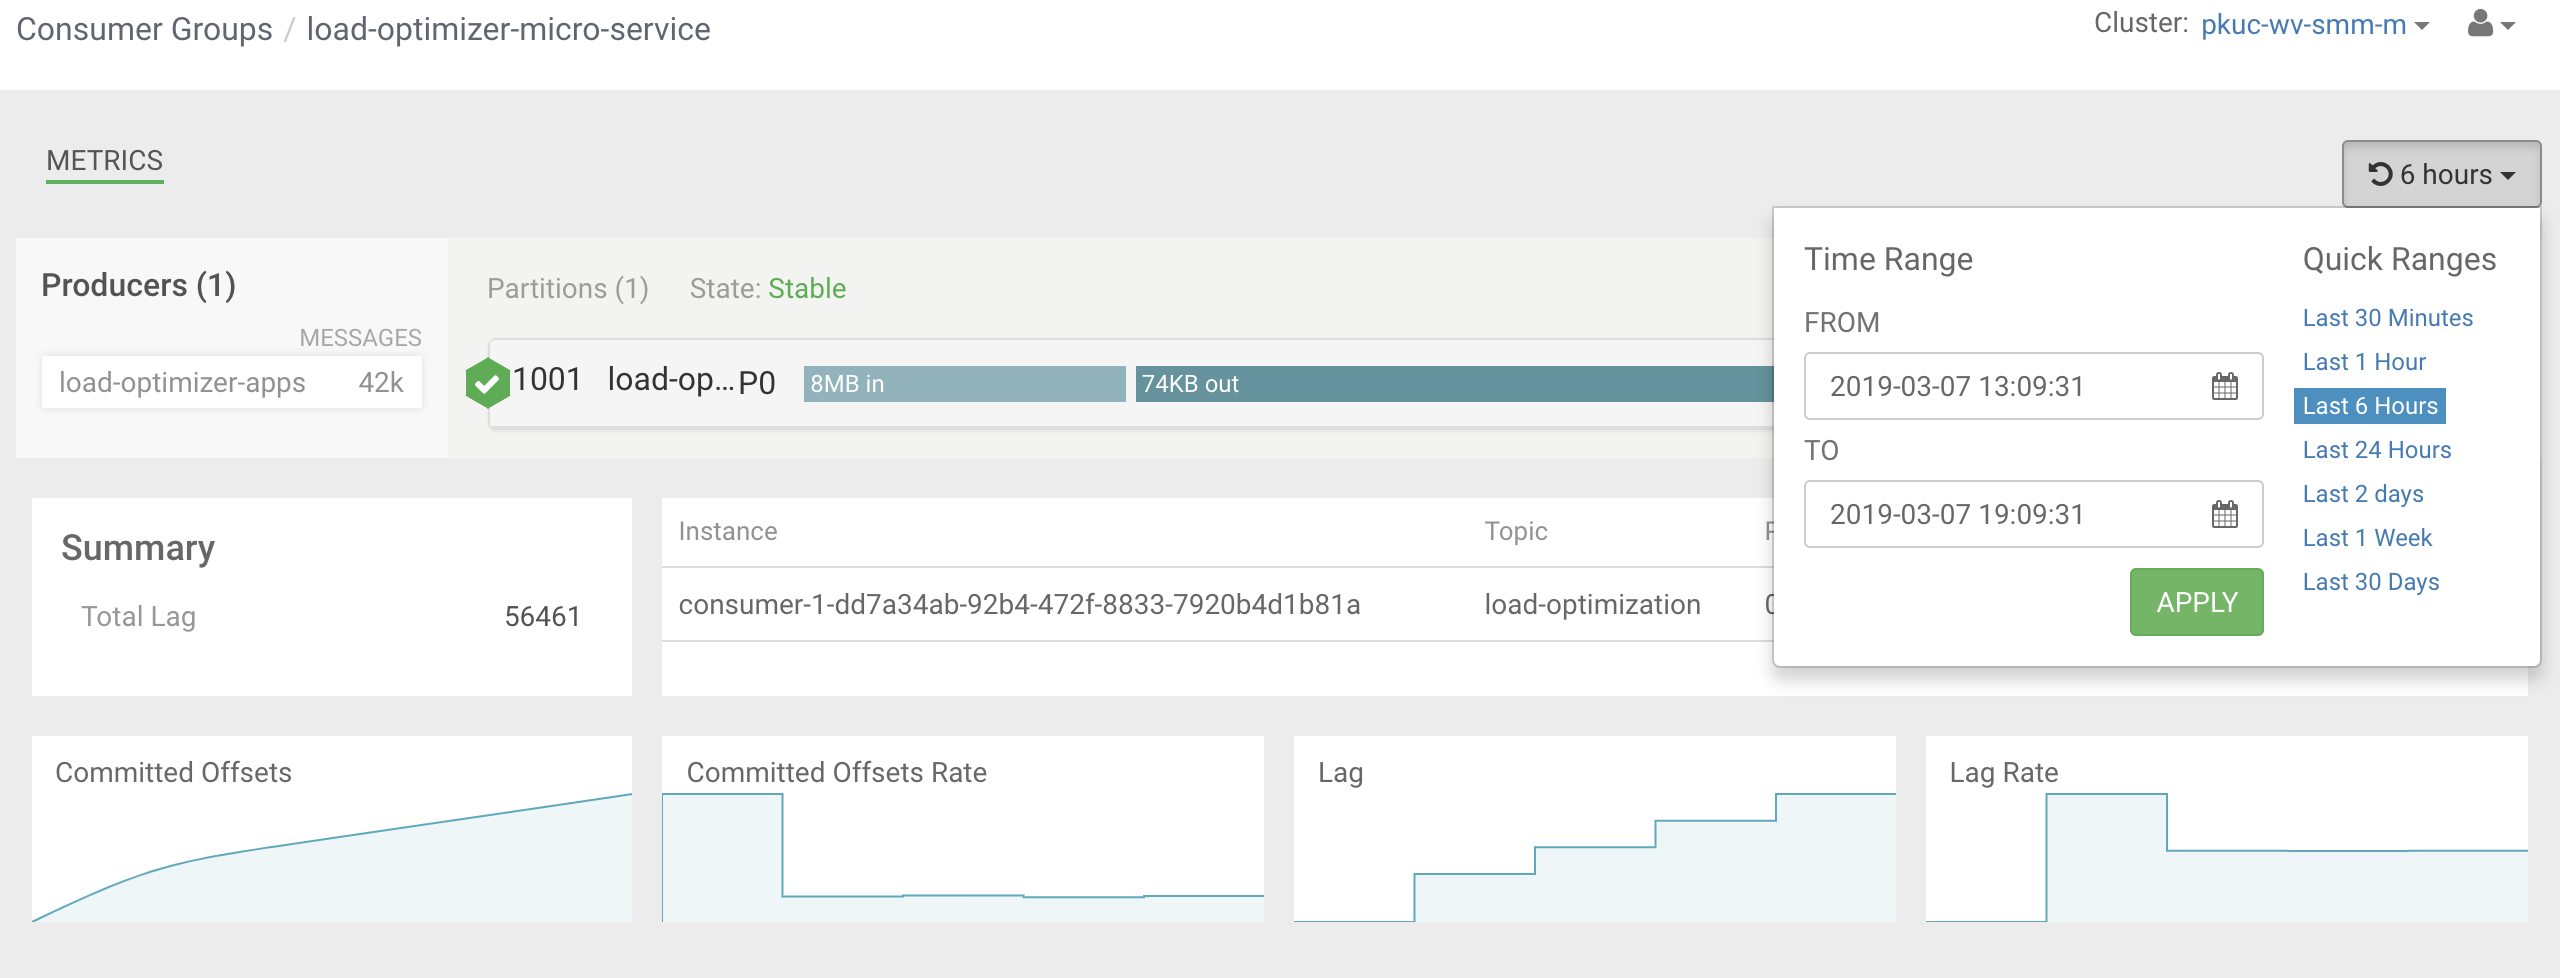 Consumer Groups / load-optimizer-micro-service
Cluster: pkuc-wv-smm-m
METRICS
6 hours
Producers (1)
MESSAGES
load-optimizer-apps 42k
Partitions (1) State: Stable
1001 load-op... P0 8MB in 74KB out
Time Range
FROM
2019-03-07 13:09:31
TO
2019-03-07 19:09:31
APPLY
Quick Ranges
Last 30 Minutes
Last 1 Hour
Last 6 Hours
Last 24 Hours
Last 2 days
Last 1 Week
Last 30 Days
Summary
Total Lag 56461
Instance Topic
consumer-1-dd7a34ab-92b4-472f-8833-7920b4d1b81a load-optimization
Committed Offsets
Committed Offsets Rate
Lag
Lag Rate